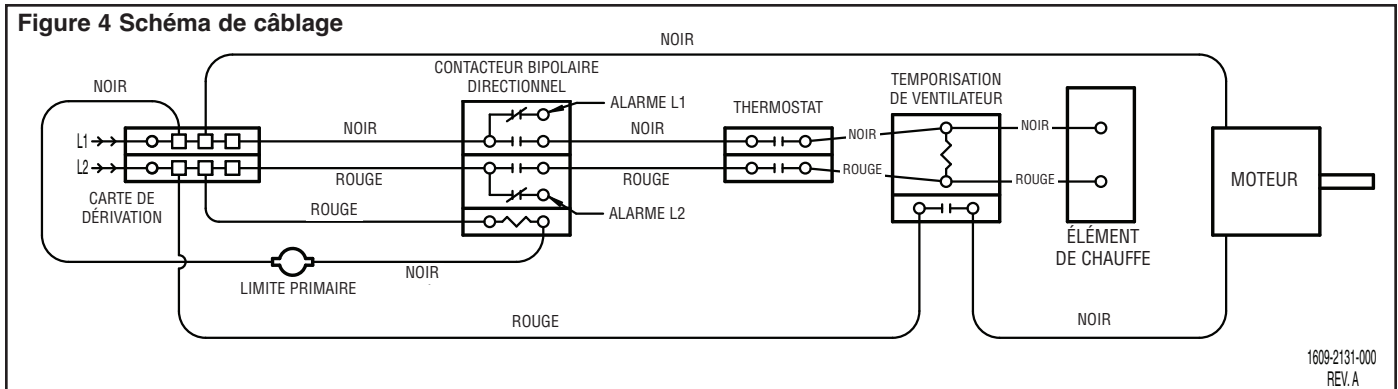 Figure 4 Schéma de câblage
NOIR
NOIR
CONTACTEUR BIPOLAIRE
DIRECTIONNEL
ALARME L1
THERMOSTAT
TEMPORISATION
DE VENTILATEUR
L1
NOIR
NOIR
NOIR
NOIR
L2
ROUGE
ROUGE
ROUGE
ROUGE
MOTEUR
CARTE DE
DÉRIVATION
ROUGE
ALARME L2
ÉLÉMENT
DE CHAUFFE
NOIR
LIMITE PRIMAIRE
ROUGE
NOIR
1609-2131-000
REV. A